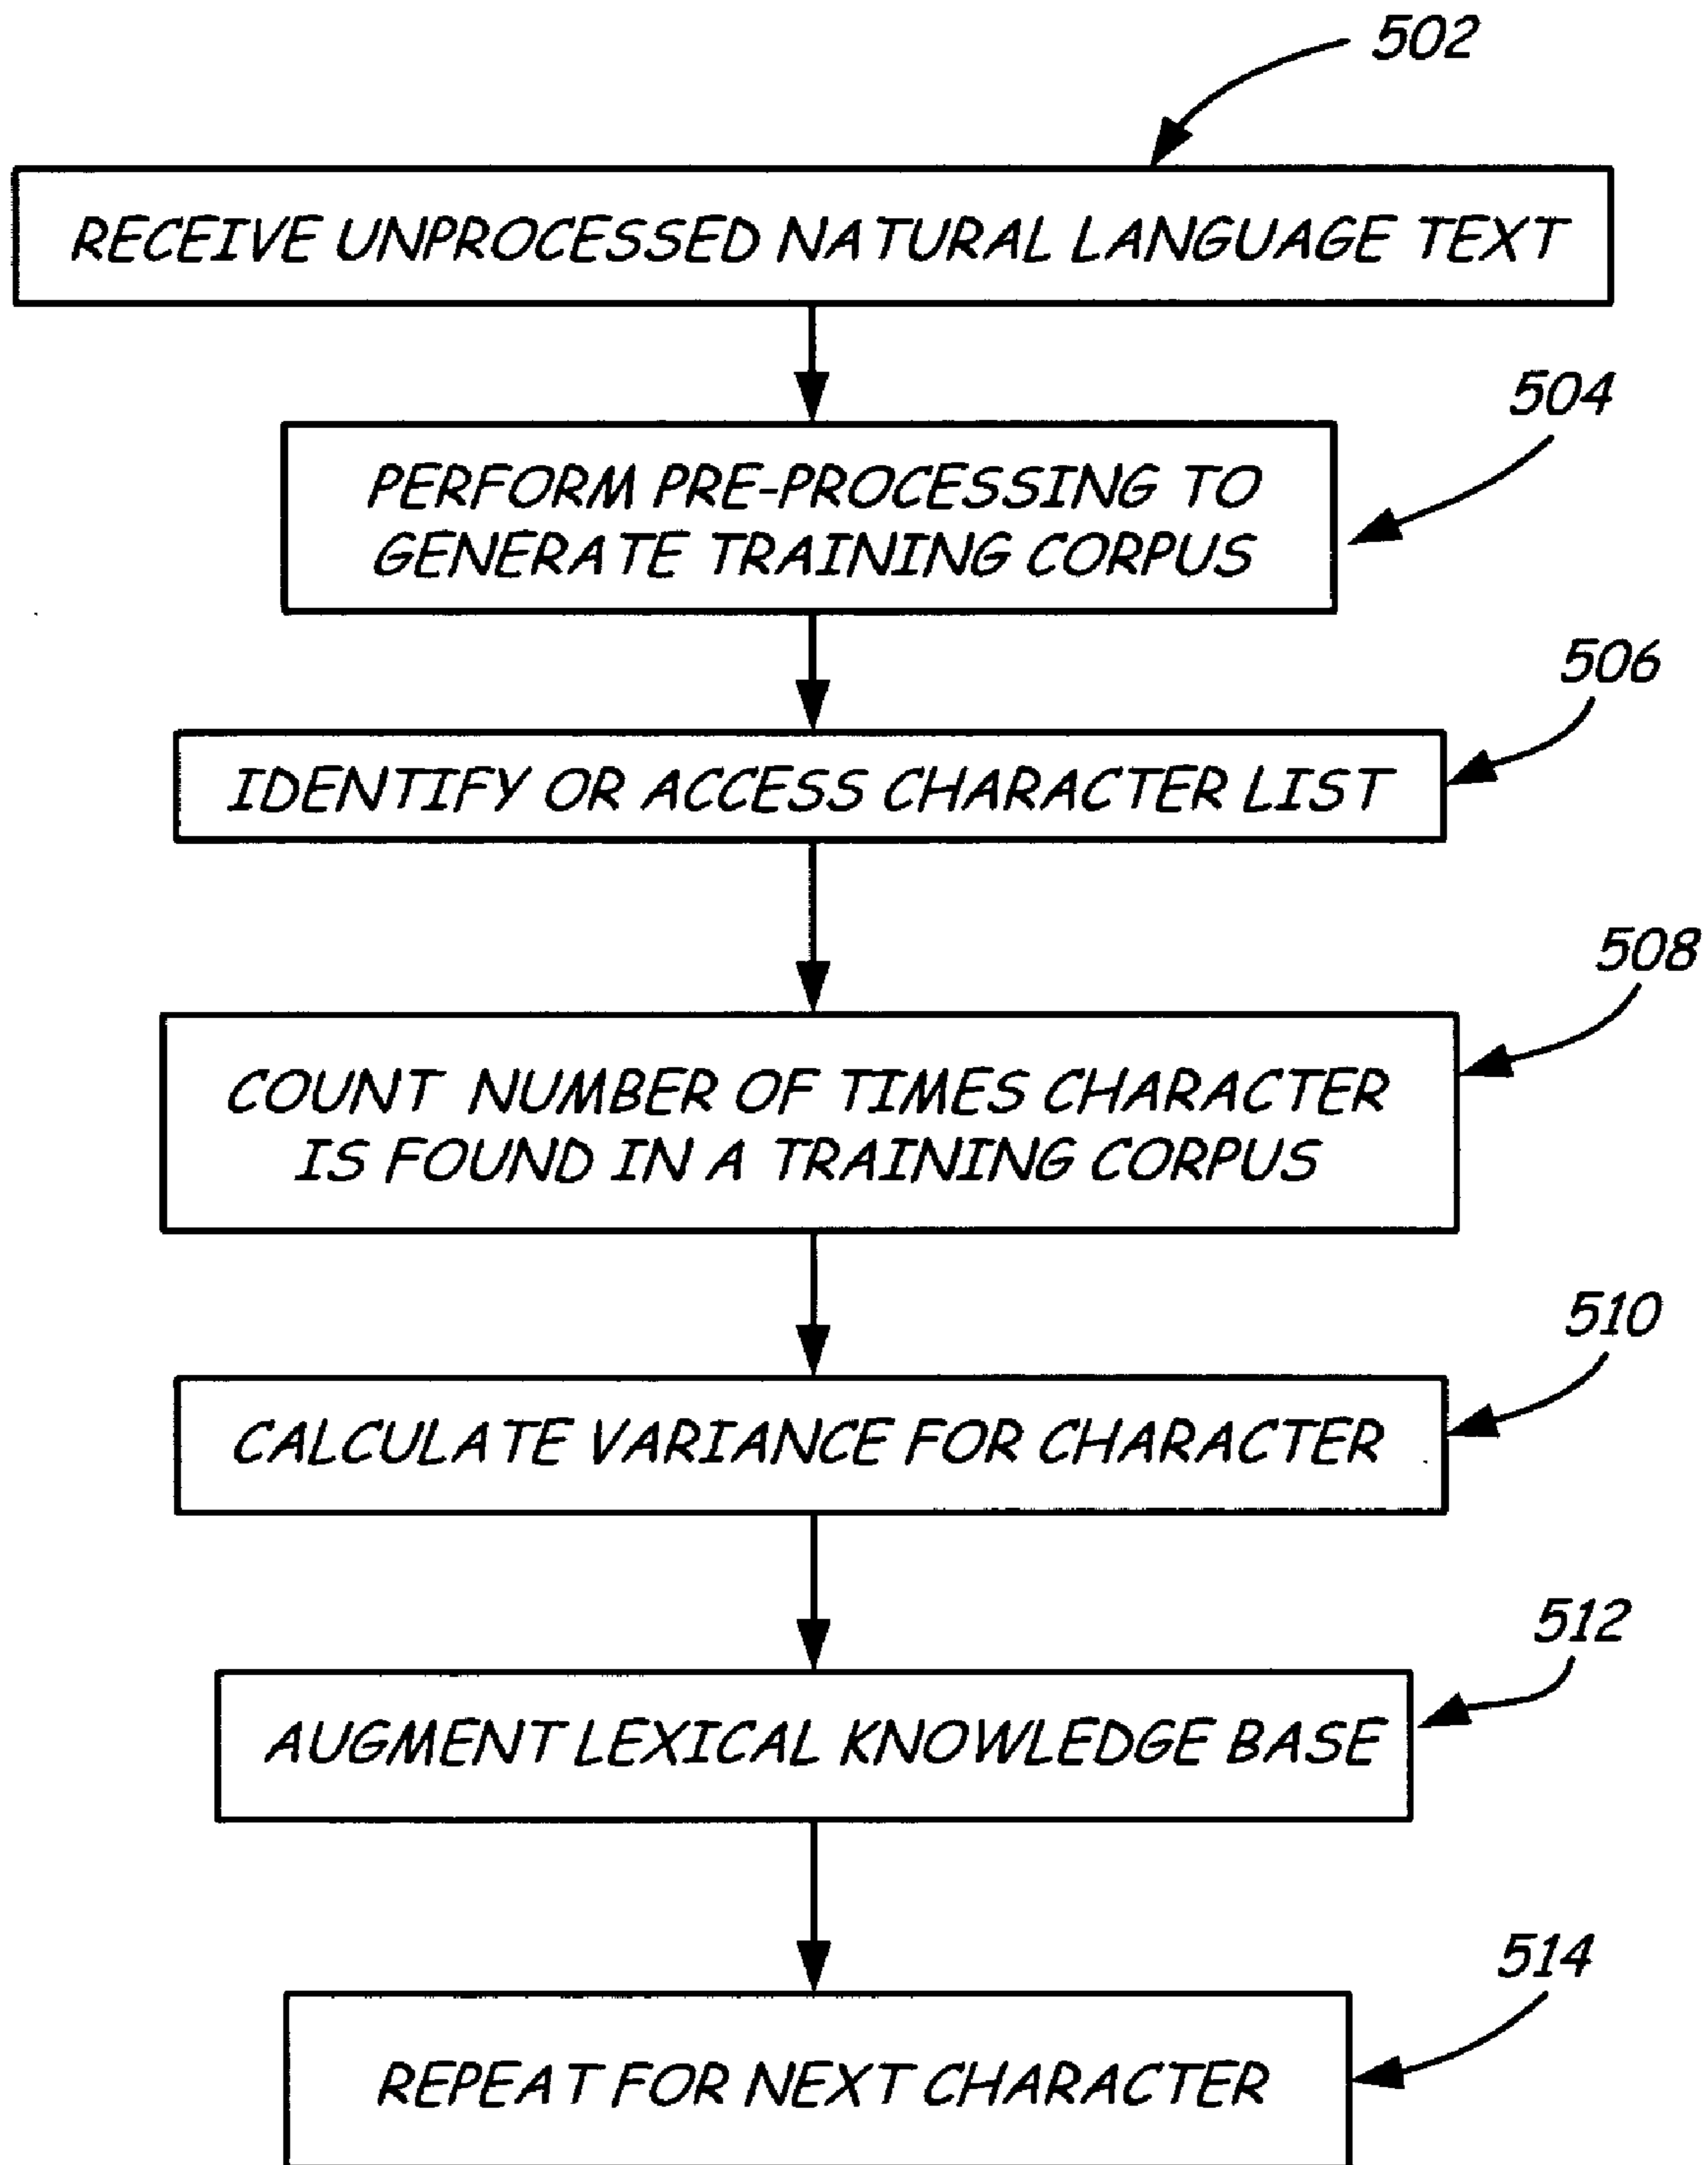 502
RECEIVE UNPROCESSED NATURAL LANGUAGE TEXT
504
PERFORM PRE-PROCESSING TO
GENERATE TRAINING CORPUS
506
IDENTIFY OR ACCESS CHARACTER LIST
508
COUNT NUMBER OF TIMES CHARACTER
IS FOUND IN A TRAINING CORPUS
510
CALCULATE VARIANCE FOR CHARACTER
512
AUGMENT LEXICAL KNOWLEDGE BASE
514
REPEAT FOR NEXT CHARACTER